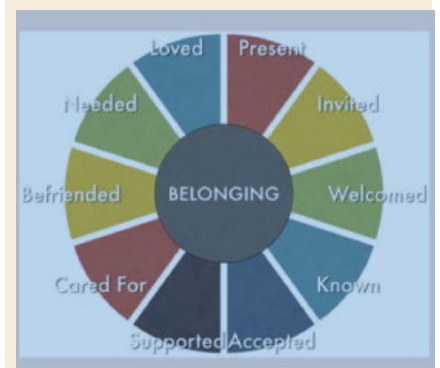 Loved Present
Needed Invited
Befriended BELONGING Welcomed
Cared For Known
Supported Accepted